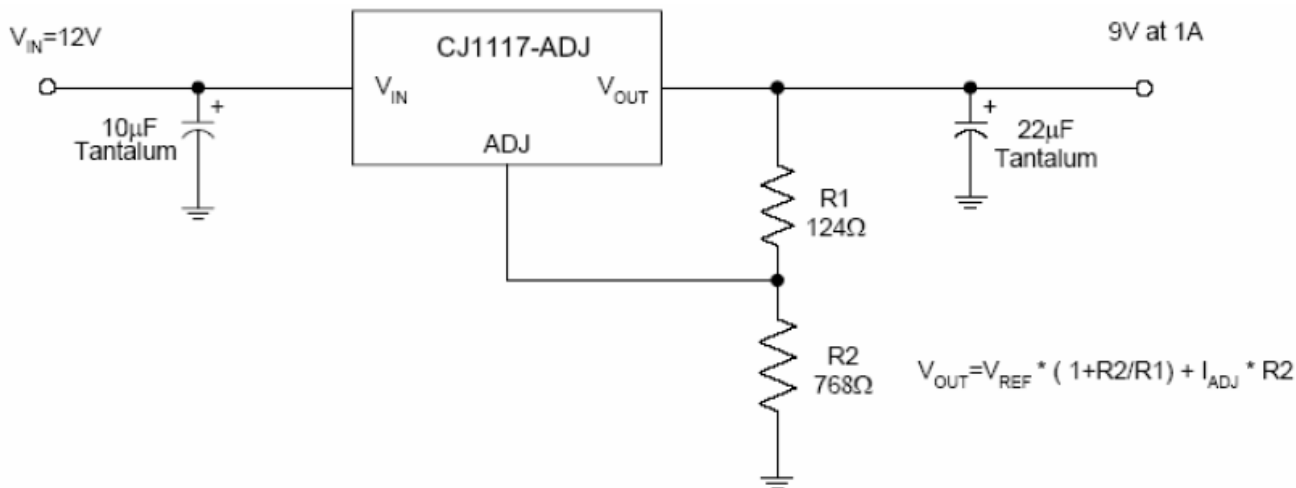 V_IN=12V
9V at 1A
CJ1117-ADJ
V_IN
V_OUT
ADJ
+
10μF
Tantalum
+
22μF
Tantalum
R1
124Ω
R2
768Ω
V_OUT=V_REF * ( 1+R2/R1) + I_ADJ * R2